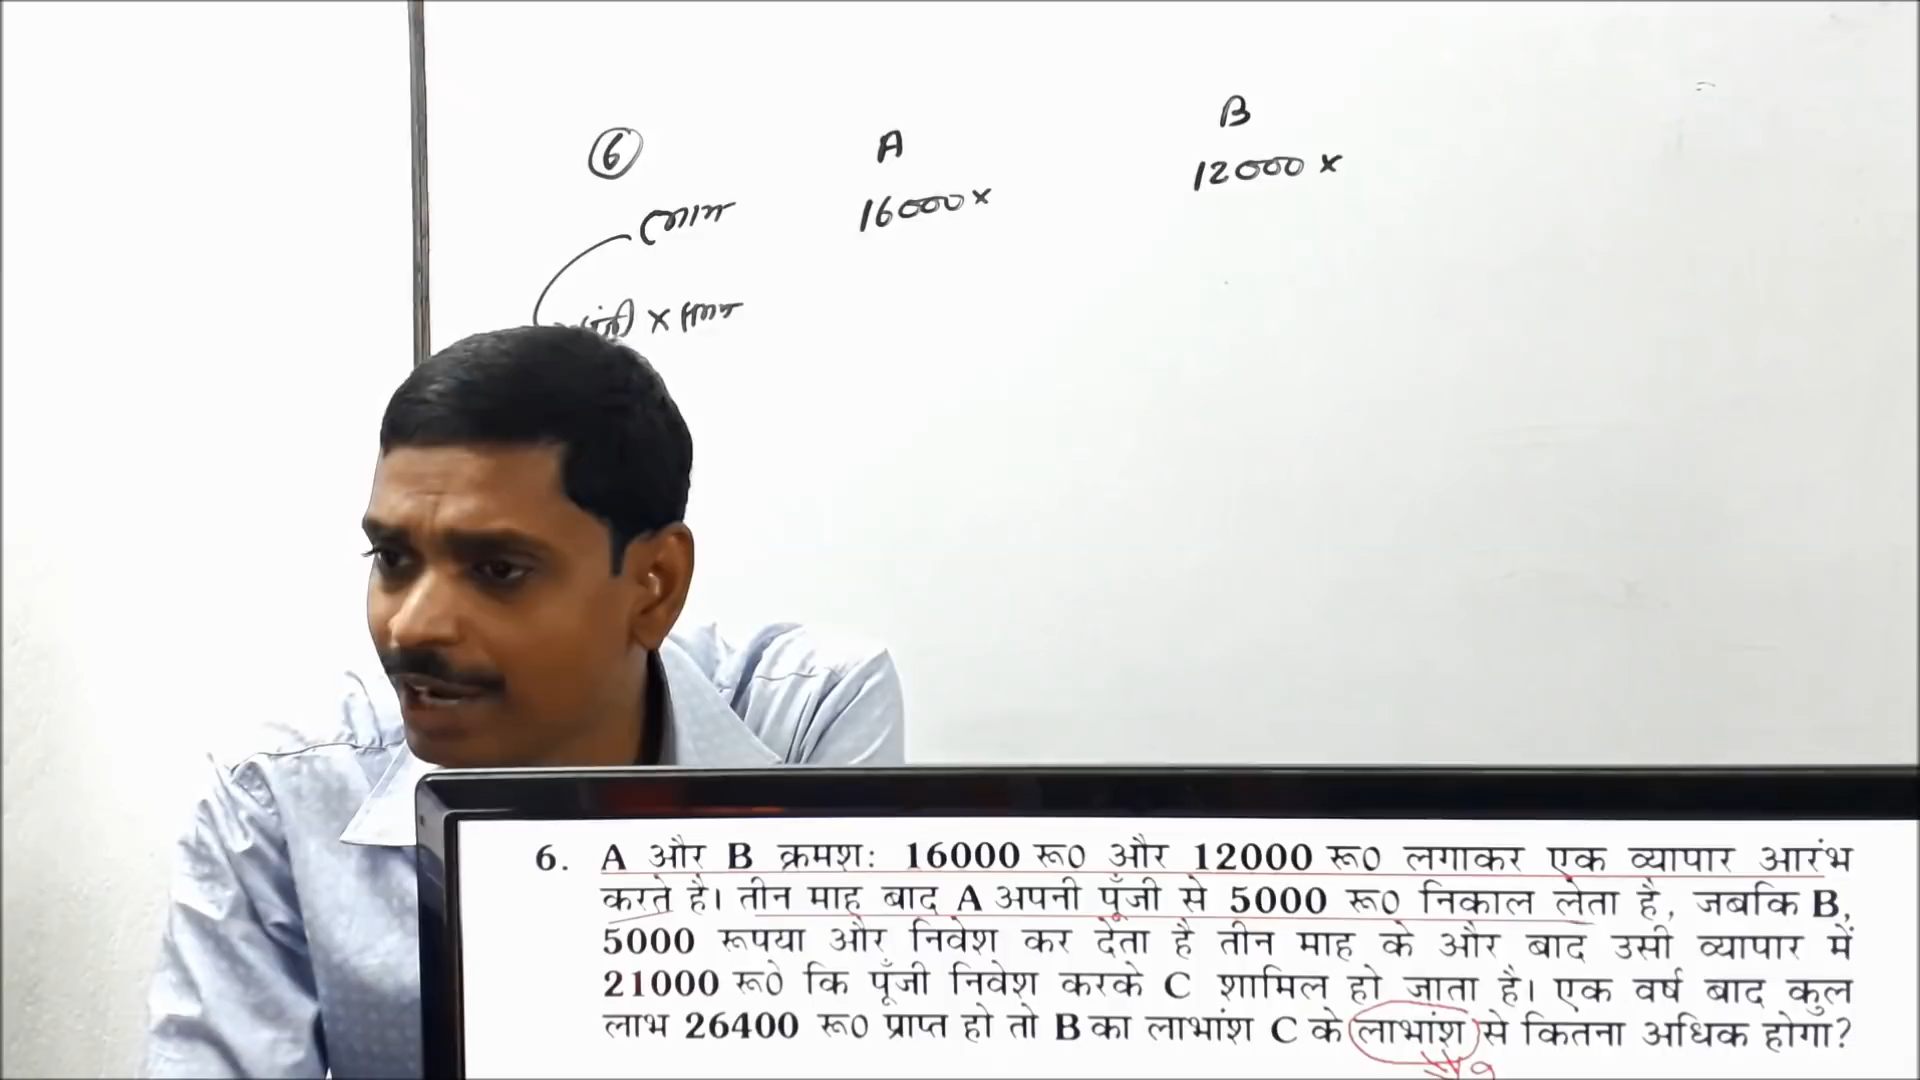 6 A B
16000 × 12000 ×
लाभ
पूंजी × समय
6. A और B क्रमशः 16000 रू0 और 12000 रू0 लगाकर एक व्यापार आरंभ
करते है। तीन माह बाद A अपनी पूँजी से 5000 रू0 निकाल लेता है, जबकि B,
5000 रूपया और निवेश कर देता है तीन माह के और बाद उसी व्यापार में
21000 रू0े कि पूँजी निवेश करके C शामिल हो जाता है। एक वर्ष बाद कुल
लाभ 26400 रू0 प्राप्त हो तो B का लाभांश C के लाभांश से कितना अधिक होगा?